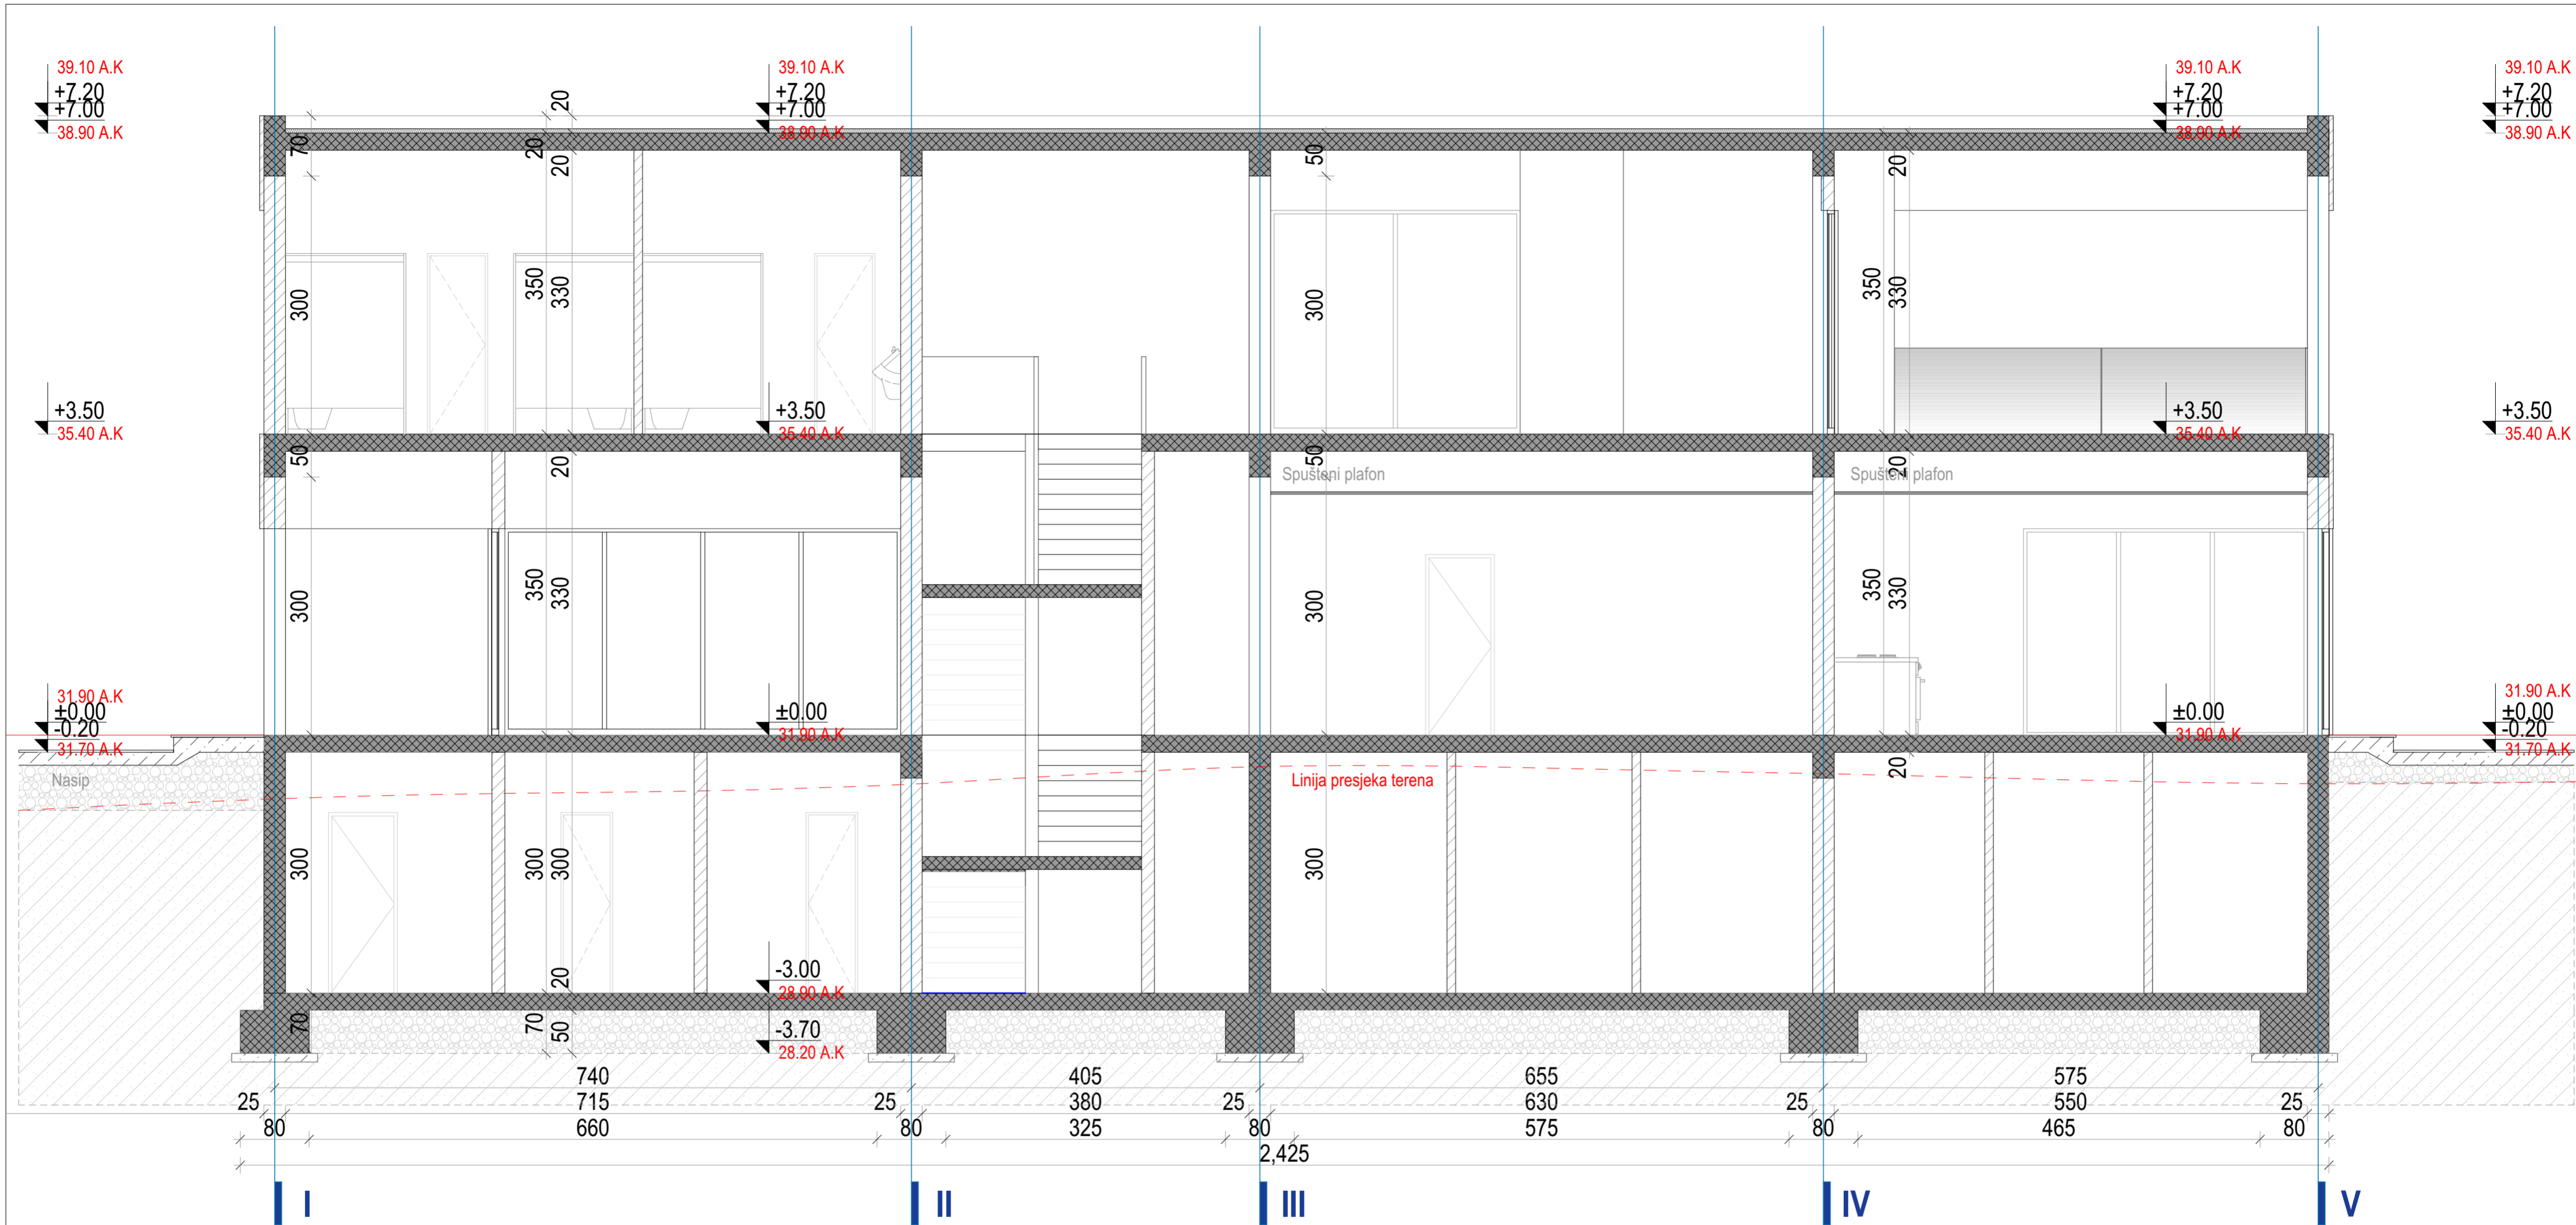 39.10 A.K
39.10 A.K
39.10 A.K
39.10 A.K
+7.20
+7.20
+7.20
+7.20
+7.00
+7.00
+7.00
+7.00
38.90 A.K
38.90 A.K
38.90 A.K
38.90 A.K
20
70
20
20
50
20
300
350
330
300
350
330
+3.50
+3.50
+3.50
+3.50
35.40 A.K
35.40 A.K
35.40 A.K
35.40 A.K
50
20
50
20
Spušteni plafon
Spušteni plafon
300
350
330
300
350
330
31.90 A.K
31.90 A.K
±0,00
±0.00
±0.00
±0,00
-0.20
31.90 A.K
31.90 A.K
-0.20
31.70 A.K
31.70 A.K
20
Nasip
Linija presjeka terena
300
300
300
300
-3.00
28.90 A.K
20
70
70
50
-3.70
28.20 A.K
740
405
655
575
25
715
25
380
25
630
25
550
25
80
660
80
325
80
575
80
465
80
2,425
I
II
III
IV
V